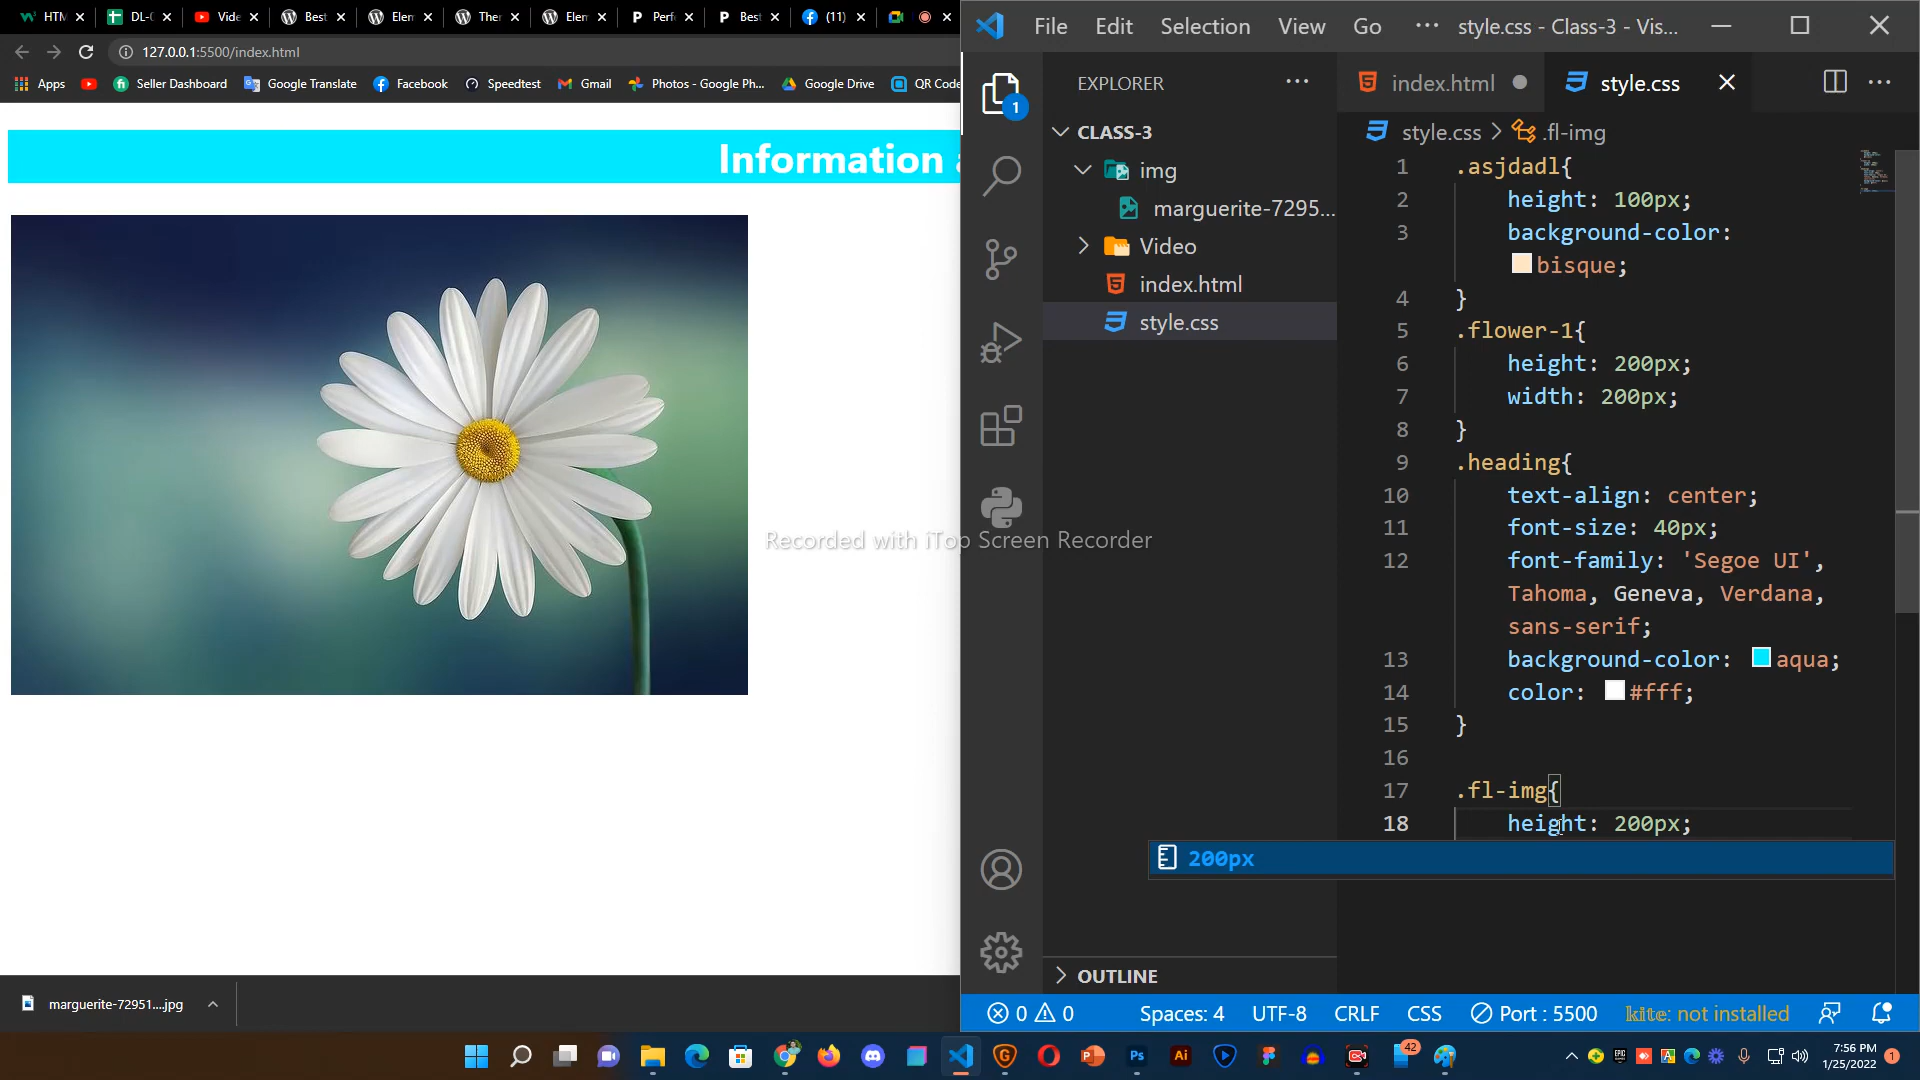 HTM DL-0 Vide Best Elem Ther Elem Perf Best (11)
127.0.0.1:5500/index.html
Apps Seller Dashboard Google Translate Facebook Speedtest Gmail Photos - Google Ph... Google Drive QR Code
Information a
marguerite-72951....jpg
File Edit Selection View Go ··· style.css - Class-3 - Vis...
EXPLORER ···
1
CLASS-3
img
marguerite-7295...
Video
index.html
style.css
OUTLINE
index.html style.css
style.css > .fl-img
1 .asjdadl{
2 height: 100px;
3 background-color:
bisque;
4 }
5 .flower-1{
6 height: 200px;
7 width: 200px;
8 }
9 .heading{
10 text-align: center;
11 font-size: 40px;
12 font-family: 'Segoe UI',
Tahoma, Geneva, Verdana,
sans-serif;
13 background-color: aqua;
14 color: #fff;
15 }
16
17 .fl-img{
18 height: 200px;
200px
Recorded with iTop Screen Recorder
0 0 Spaces: 4 UTF-8 CRLF CSS Port : 5500 kite: not installed
42
7:56 PM
1/25/2022
1